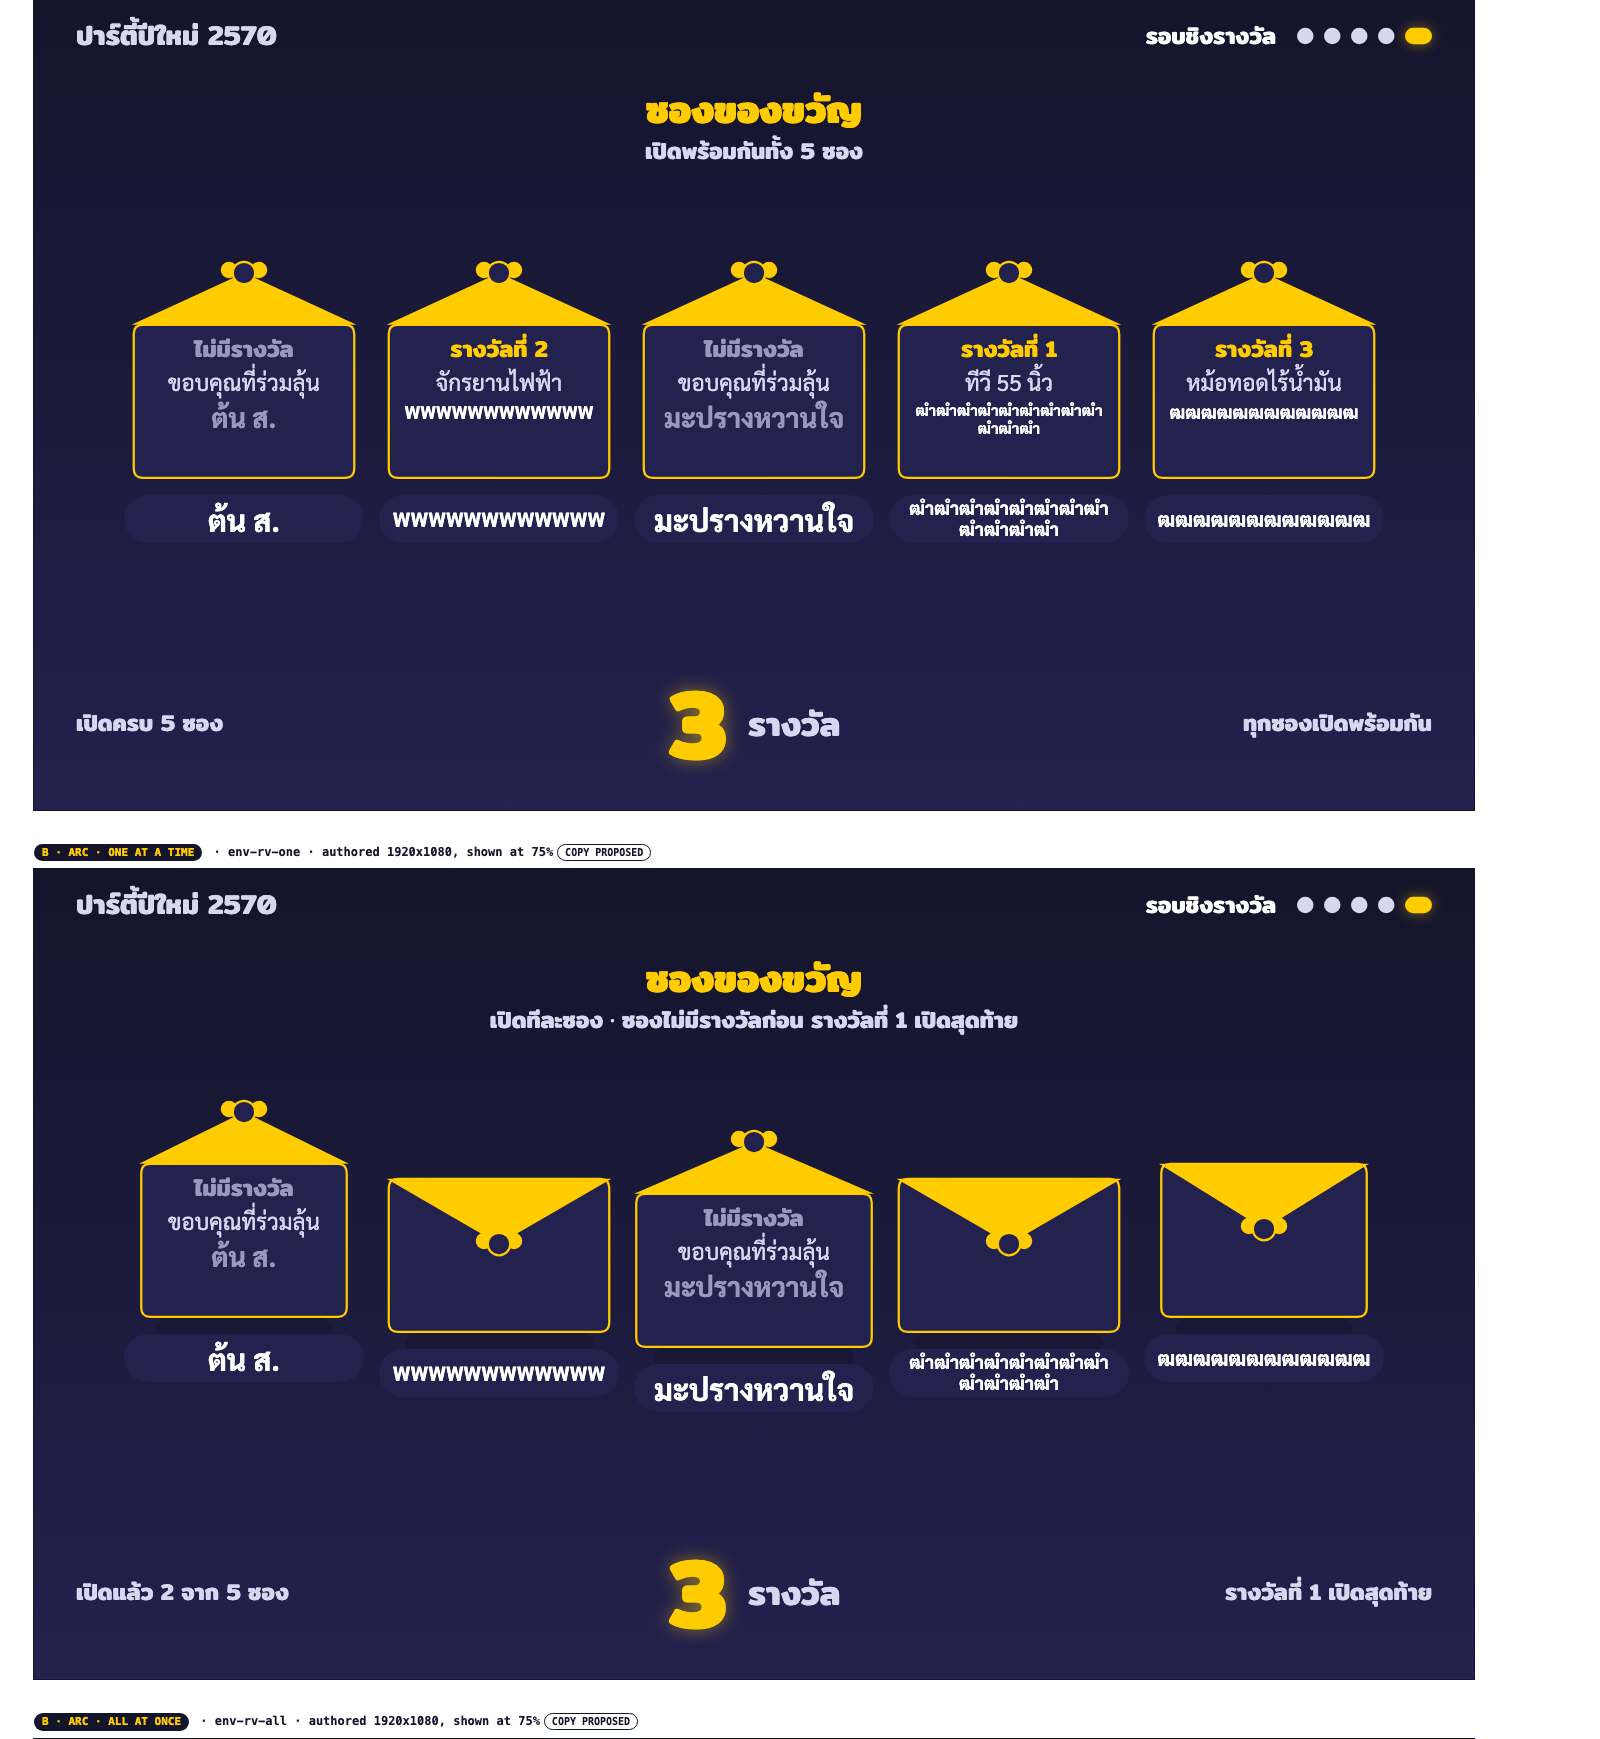 ปาร์ตี้ปีใหม่ 2570
รอบชิงรางวัล
ซองของขวัญ
เปิดพร้อมกันทั้ง 5 ซอง
ไม่มีรางวัล
ขอบคุณที่ร่วมลุ้น
ต้น ส.
รางวัลที่ 2
จักรยานไฟฟ้า
WWWWWWWWWWWW
ไม่มีรางวัล
ขอบคุณที่ร่วมลุ้น
มะปรางหวานใจ
รางวัลที่ 1
ทีวี 55 นิ้ว
ฒำฒำฒำฒำฒำฒำฒำฒำฒำ
ฒำฒำฒำ
รางวัลที่ 3
หม้อทอดไร้น้ำมัน
ฒฒฒฒฒฒฒฒฒฒฒฒ
ต้น ส.
WWWWWWWWWWWW
มะปรางหวานใจ
ฒำฒำฒำฒำฒำฒำฒำฒำ
ฒำฒำฒำฒำ
ฒฒฒฒฒฒฒฒฒฒฒฒ
เปิดครบ 5 ซอง
3 รางวัล
ทุกซองเปิดพร้อมกัน
B · ARC · ONE AT A TIME · env-rv-one · authored 1920x1080, shown at 75% COPY PROPOSED
ปาร์ตี้ปีใหม่ 2570
รอบชิงรางวัล
ซองของขวัญ
เปิดทีละซอง · ซองไม่มีรางวัลก่อน รางวัลที่ 1 เปิดสุดท้าย
ไม่มีรางวัล
ขอบคุณที่ร่วมลุ้น
ต้น ส.
ไม่มีรางวัล
ขอบคุณที่ร่วมลุ้น
มะปรางหวานใจ
ต้น ส.
WWWWWWWWWWWW
มะปรางหวานใจ
ฒำฒำฒำฒำฒำฒำฒำฒำ
ฒำฒำฒำฒำ
ฒฒฒฒฒฒฒฒฒฒฒฒ
เปิดแล้ว 2 จาก 5 ซอง
3 รางวัล
รางวัลที่ 1 เปิดสุดท้าย
B · ARC · ALL AT ONCE · env-rv-all · authored 1920x1080, shown at 75% COPY PROPOSED